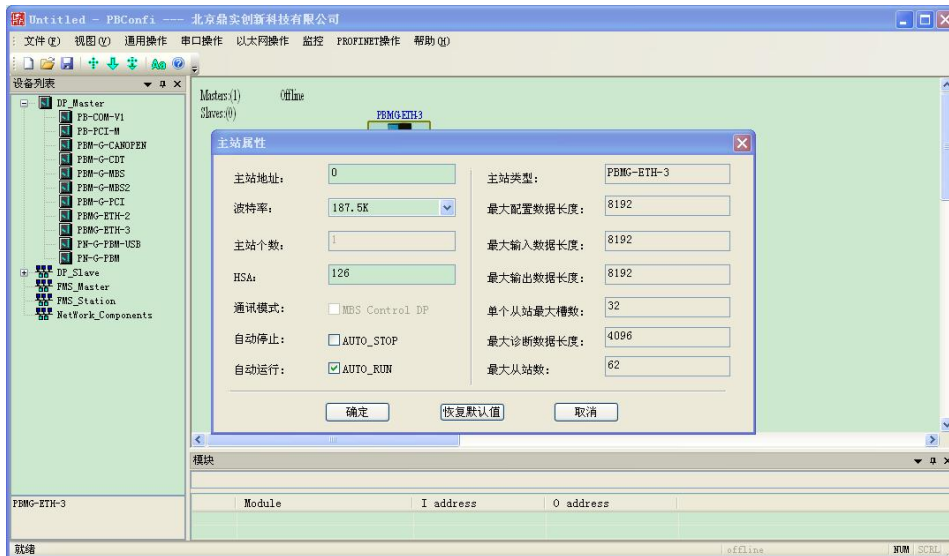 Untitled - PBConfi --- 北京鼎实创新科技有限公司
文件(F) 视图(V) 通用操作 串口操作 以太网操作 监控 PROFINET操作 帮助(H)
设备列表
DP_Master
PB-COM-V1
PB-PCI-M
PBM-G-CANOPEN
PBM-G-CDT
PBM-G-MBS
PBM-G-MBS2
PBM-G-PCI
PBMG-ETH-2
PBMG-ETH-3
PN-G-PBM-USB
PN-G-PBM
DP_Slave
FMS_Master
FMS_Station
NetWork_Components
PBMG-ETH-3
Masters:(1) Offline
Slaves:(0)
PBMG-ETH-3
主站属性
主站地址: 0
波特率: 187.5K
主站个数: 1
HSA: 126
通讯模式: MBS Control DP
自动停止: AUTO_STOP
自动运行: AUTO_RUN
主站类型: PBMG-ETH-3
最大配置数据长度: 8192
最大输入数据长度: 8192
最大输出数据长度: 8192
单个从站最大槽数: 32
最大诊断数据长度: 4096
最大从站数: 62
确定 恢复默认值 取消
模块
Module I address O address
就绪 offline NUM SCRL